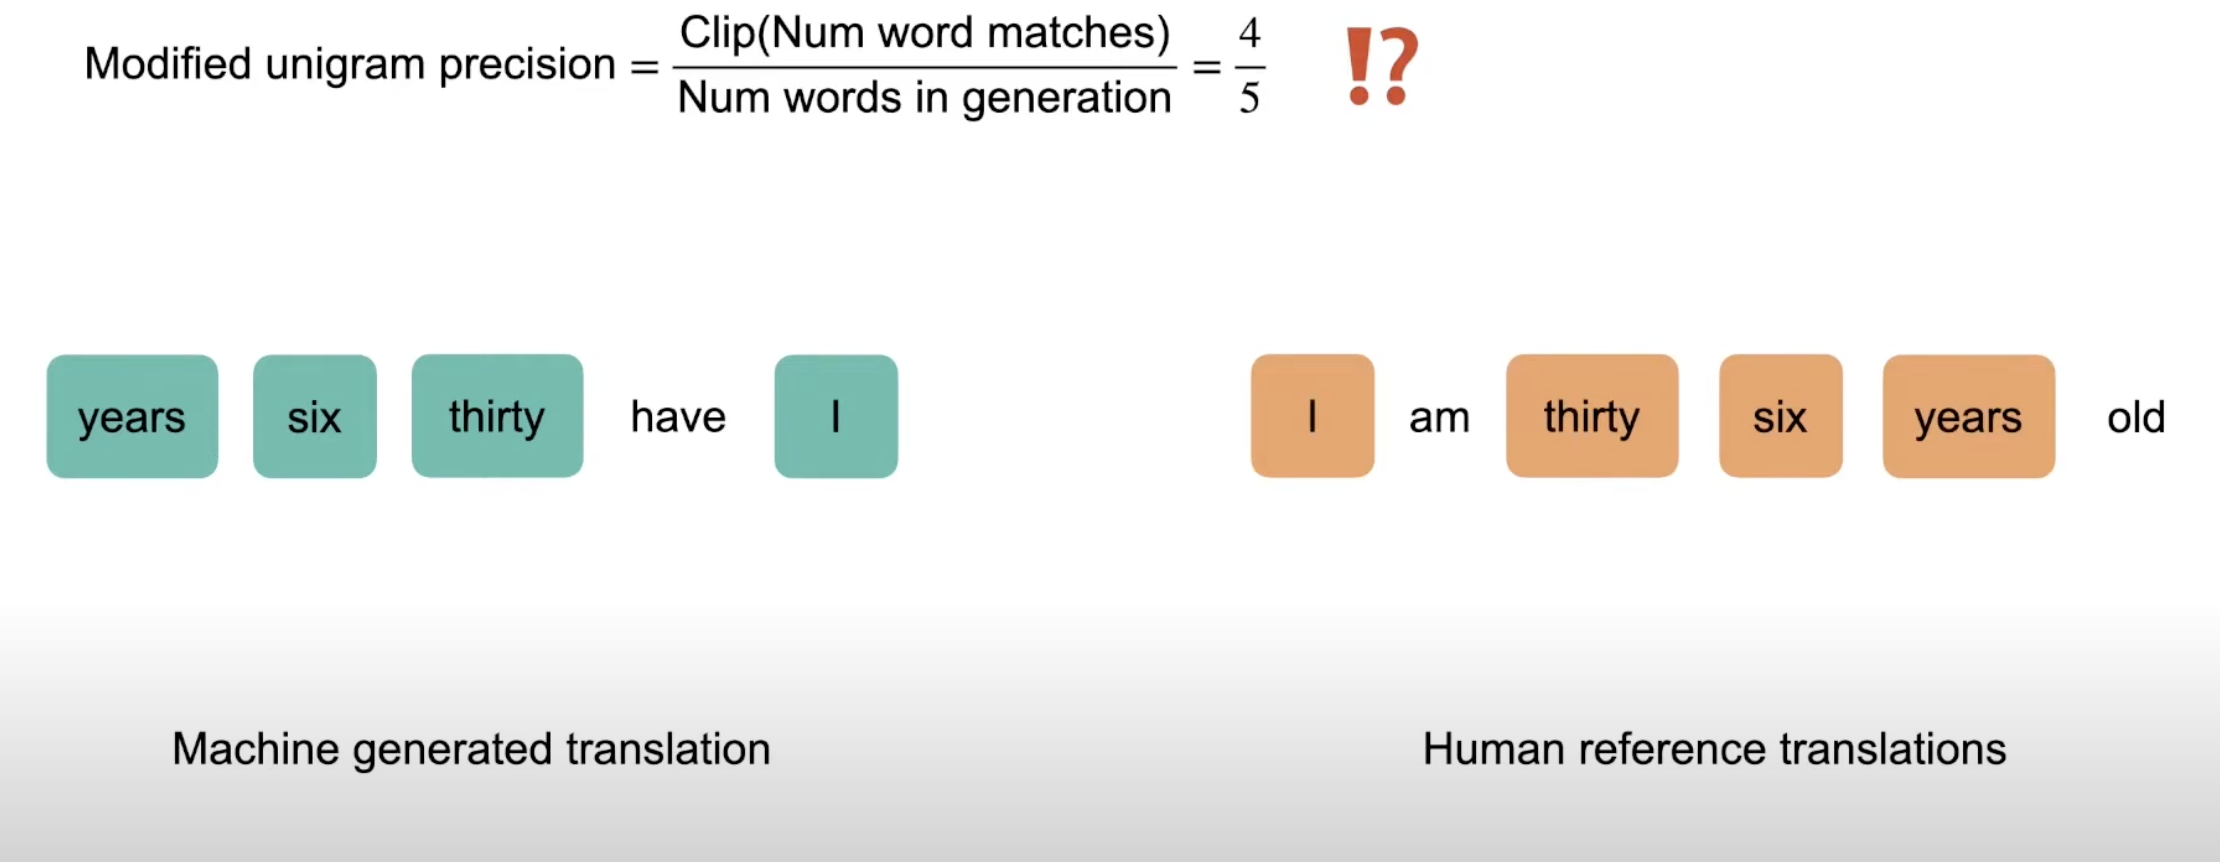 Modified unigram precision = Clip(Num word matches) / Num words in generation = 4 / 5 ⁉
years six thirty have I
I am thirty six years old
Machine generated translation
Human reference translations